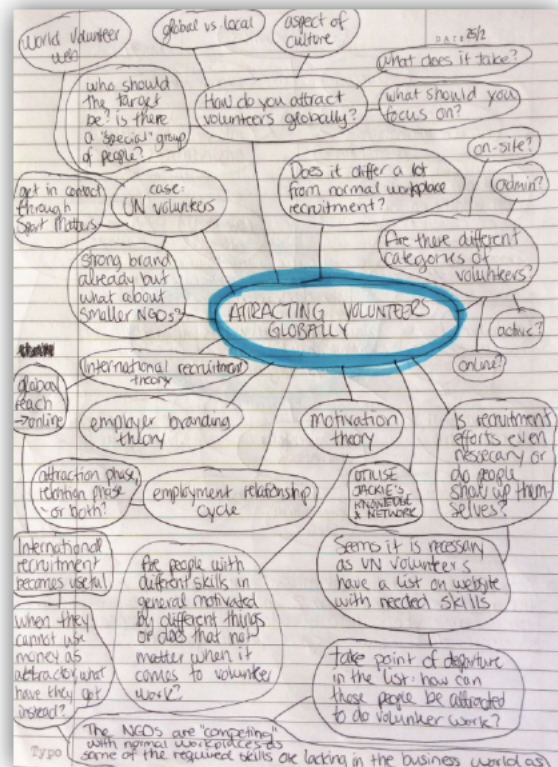 World Volunteer
web
global vs. local
aspect of
culture
DATE 25/2
what does it take?
who should
the target
be? is there
a "special" group
of people?
How do you attract
volunteers globally?
what should you
focus on?
on-site?
Does it differ a lot
from normal workplace
recruitment?
admin?
get in contact
through
Sport Matters
case:
UN volunteers
Are there different
categories of
volunteers?
strong brand
already but
what about
smaller NGOs?
ATTRACTING VOLUNTEERS
GLOBALLY
active?
online?
International recruitment
theory
global
reach
→online
employer branding
theory
motivation
theory
Is recruitment
efforts even
nesecary or
do people
show up them-
selves?
attraction phase,
retention phase
or both?
employment relationship
cycle
UTILISE
JACKIE'S
KNOWLEDGE
& NETWORK
International
recruitment
becomes useful
Are people with
different skills in
general motivated
by different things
or does that not
matter when it
comes to volunteer
work?
Seems it is necessary
as UN volunteers
have a list on website
with needed skills
when they
cannot use
money as
attractor, what
have they got
instead?
take point of departure
in the list: how can
those people be attracted
to do volunteer work?
The NGOs are "competing"
with normal workplaces as
some of the required skills are lacking in the business world as
Typo